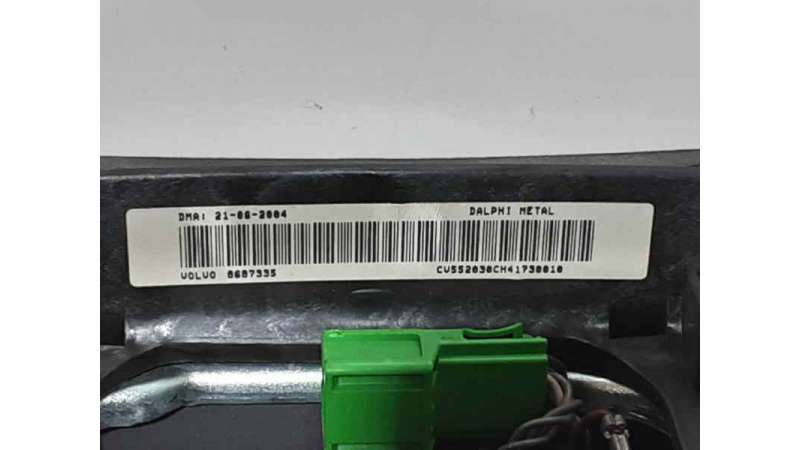 DMA: 21-06-2004 DALPHI METAL
VOLVO 8687335 CV552030CH41730010